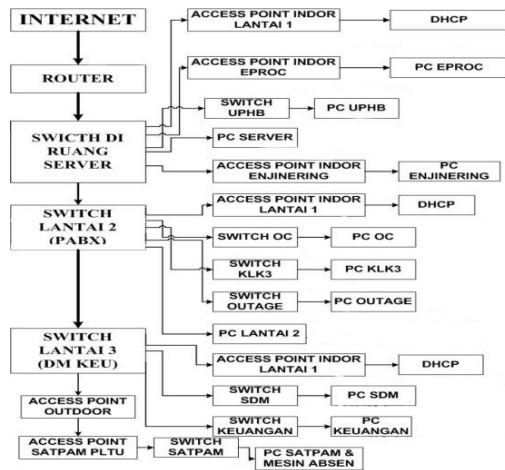 INTERNET
ACCESS POINT INDOR
LANTAI 1
DHCP
ROUTER
ACCESS POINT INDOR
EPROC
PC EPROC
SWITCH
UPHB
PC UPHB
SWICTH DI
RUANG
SERVER
PC SERVER
ACCESS POINT INDOR
ENJINERING
PC
ENJINERING
SWITCH
LANTAI 2
(PABX)
ACCESS POINT INDOR
LANTAI 1
DHCP
SWITCH OC
PC OC
SWITCH
KLK3
PC KLK3
SWITCH
OUTAGE
PC OUTAGE
PC LANTAI 2
SWITCH
LANTAI 3
(DM KEU)
ACCESS POINT INDOR
LANTAI 1
DHCP
SWITCH
SDM
PC SDM
ACCESS POINT
OUTDOOR
SWITCH
KEUANGAN
PC
KEUANGAN
ACCESS POINT
SATPAM PLTU
SWITCH
SATPAM
PC SATPAM &
MESIN ABSEN